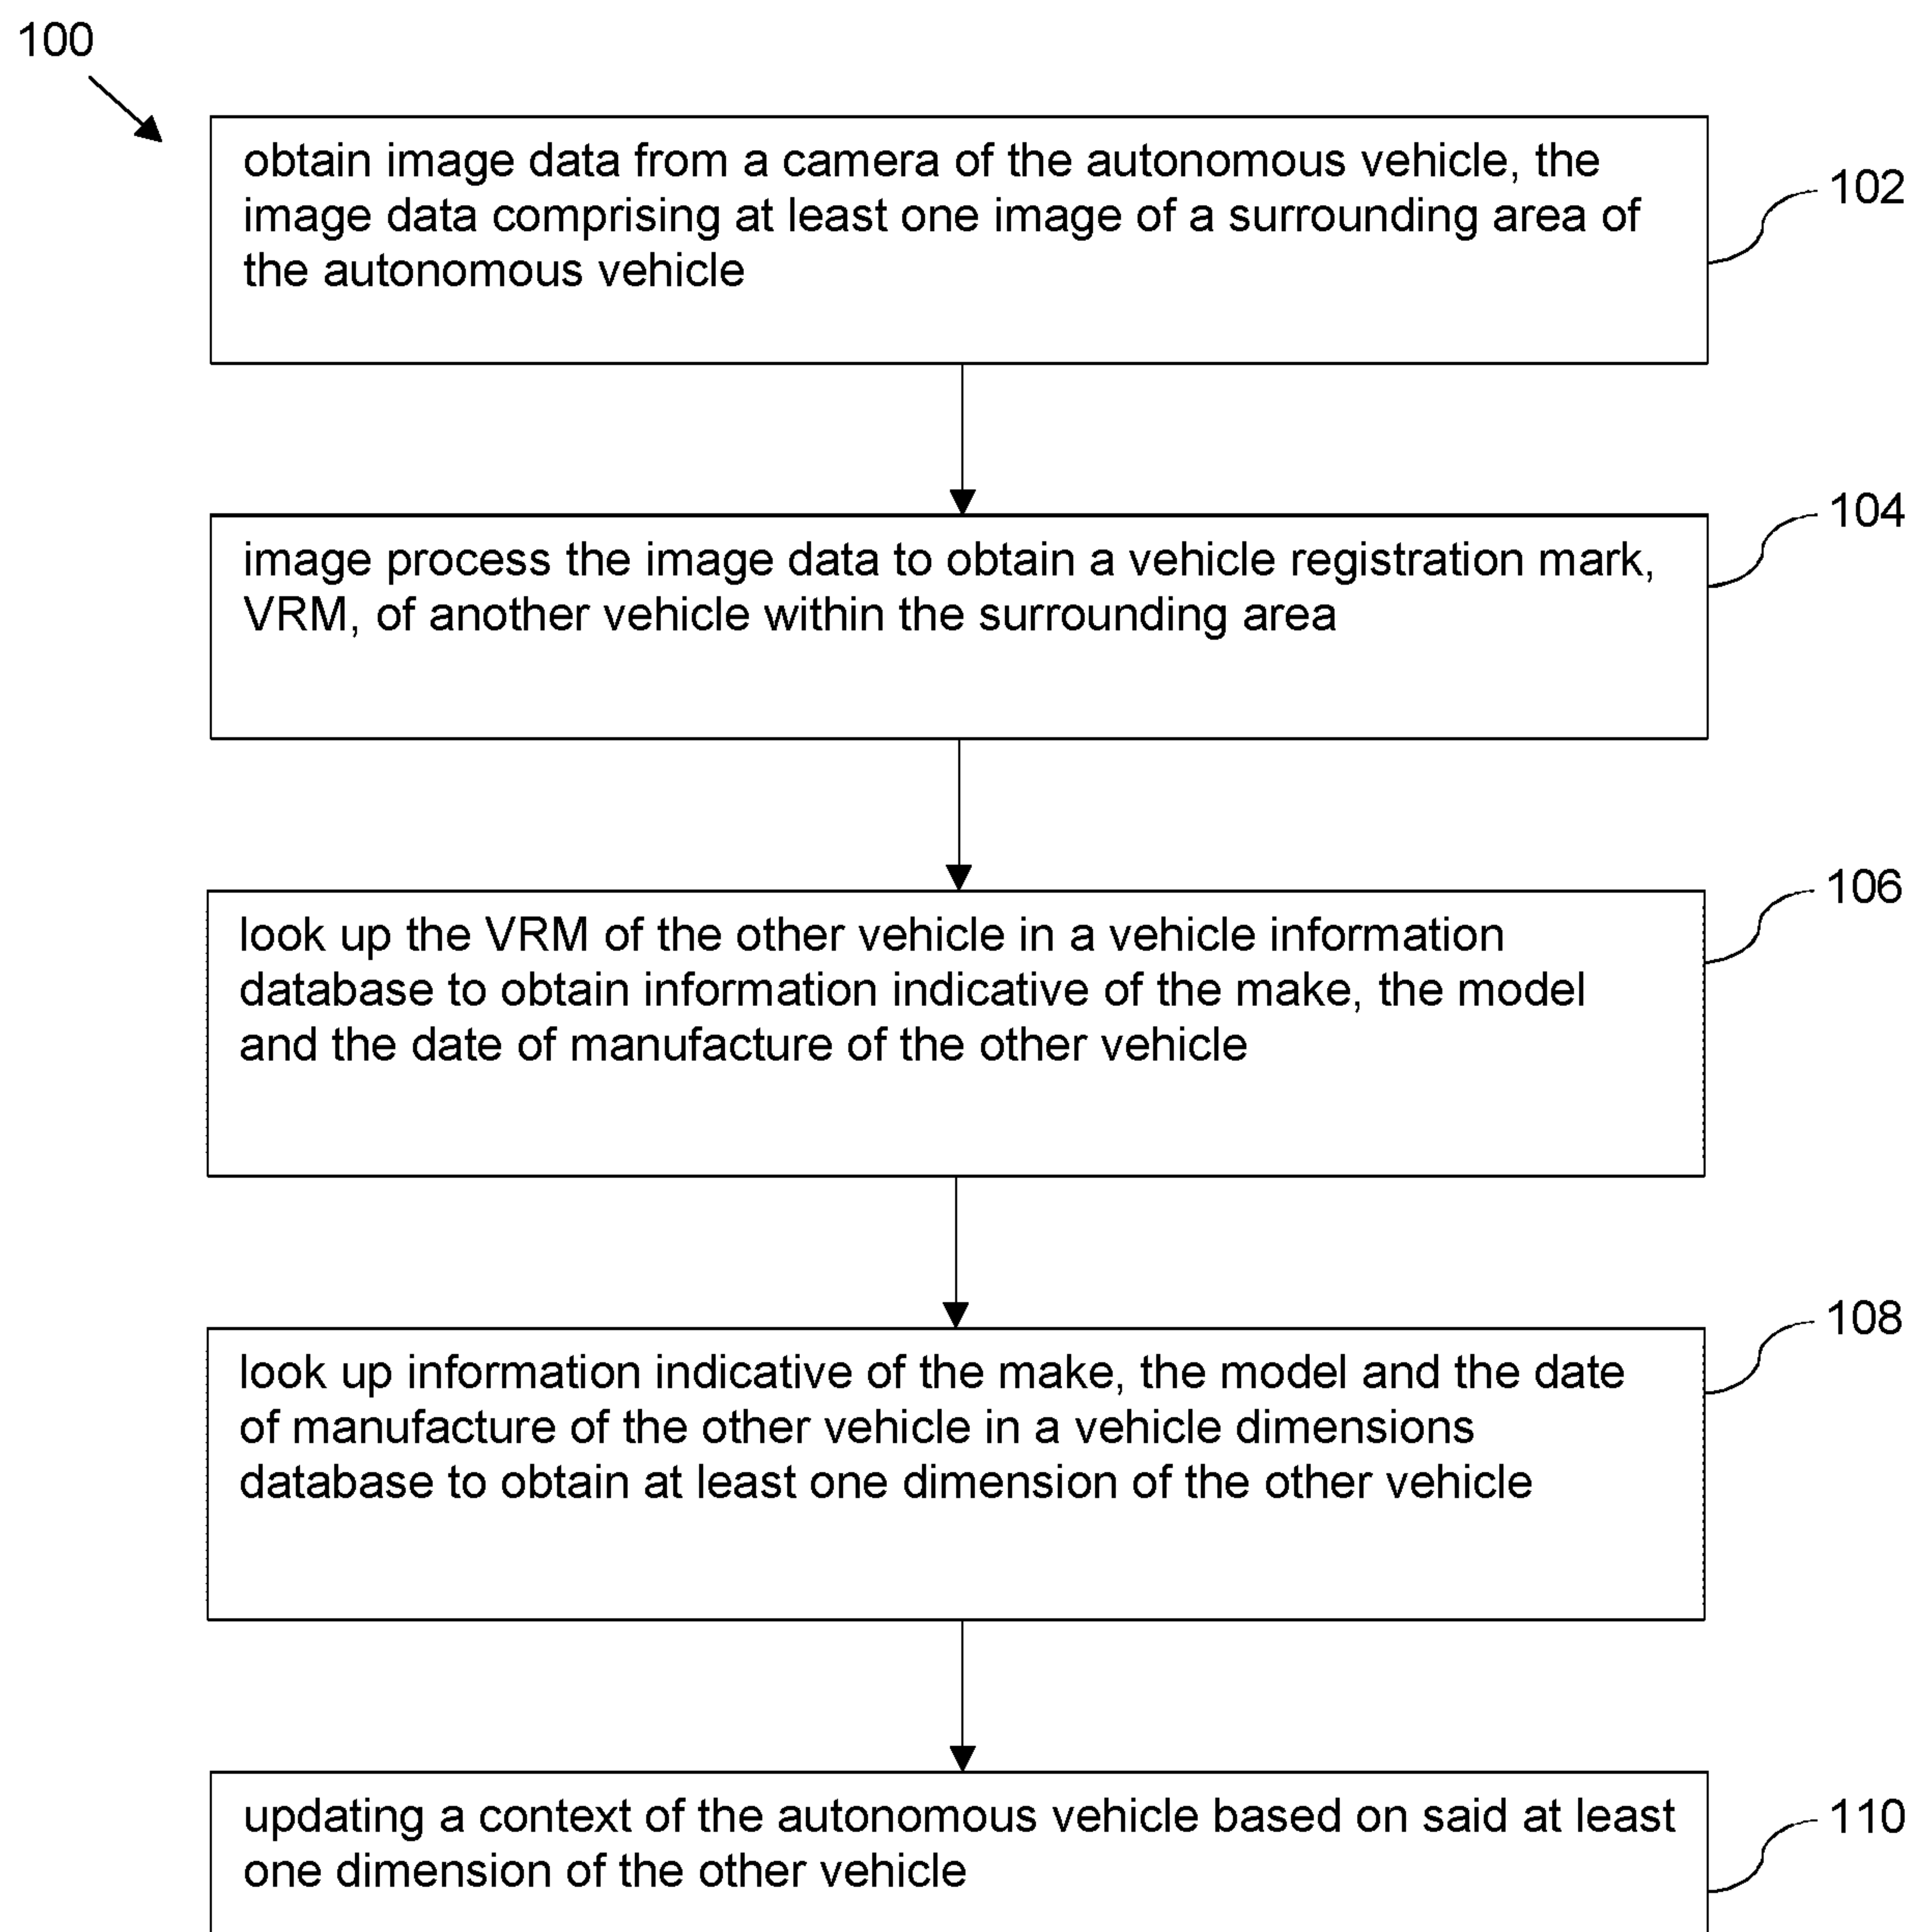 100
obtain image data from a camera of the autonomous vehicle, the
image data comprising at least one image of a surrounding area of
the autonomous vehicle
102
image process the image data to obtain a vehicle registration mark,
VRM, of another vehicle within the surrounding area
104
look up the VRM of the other vehicle in a vehicle information
database to obtain information indicative of the make, the model
and the date of manufacture of the other vehicle
106
look up information indicative of the make, the model and the date
of manufacture of the other vehicle in a vehicle dimensions
database to obtain at least one dimension of the other vehicle
108
updating a context of the autonomous vehicle based on said at least
one dimension of the other vehicle
110